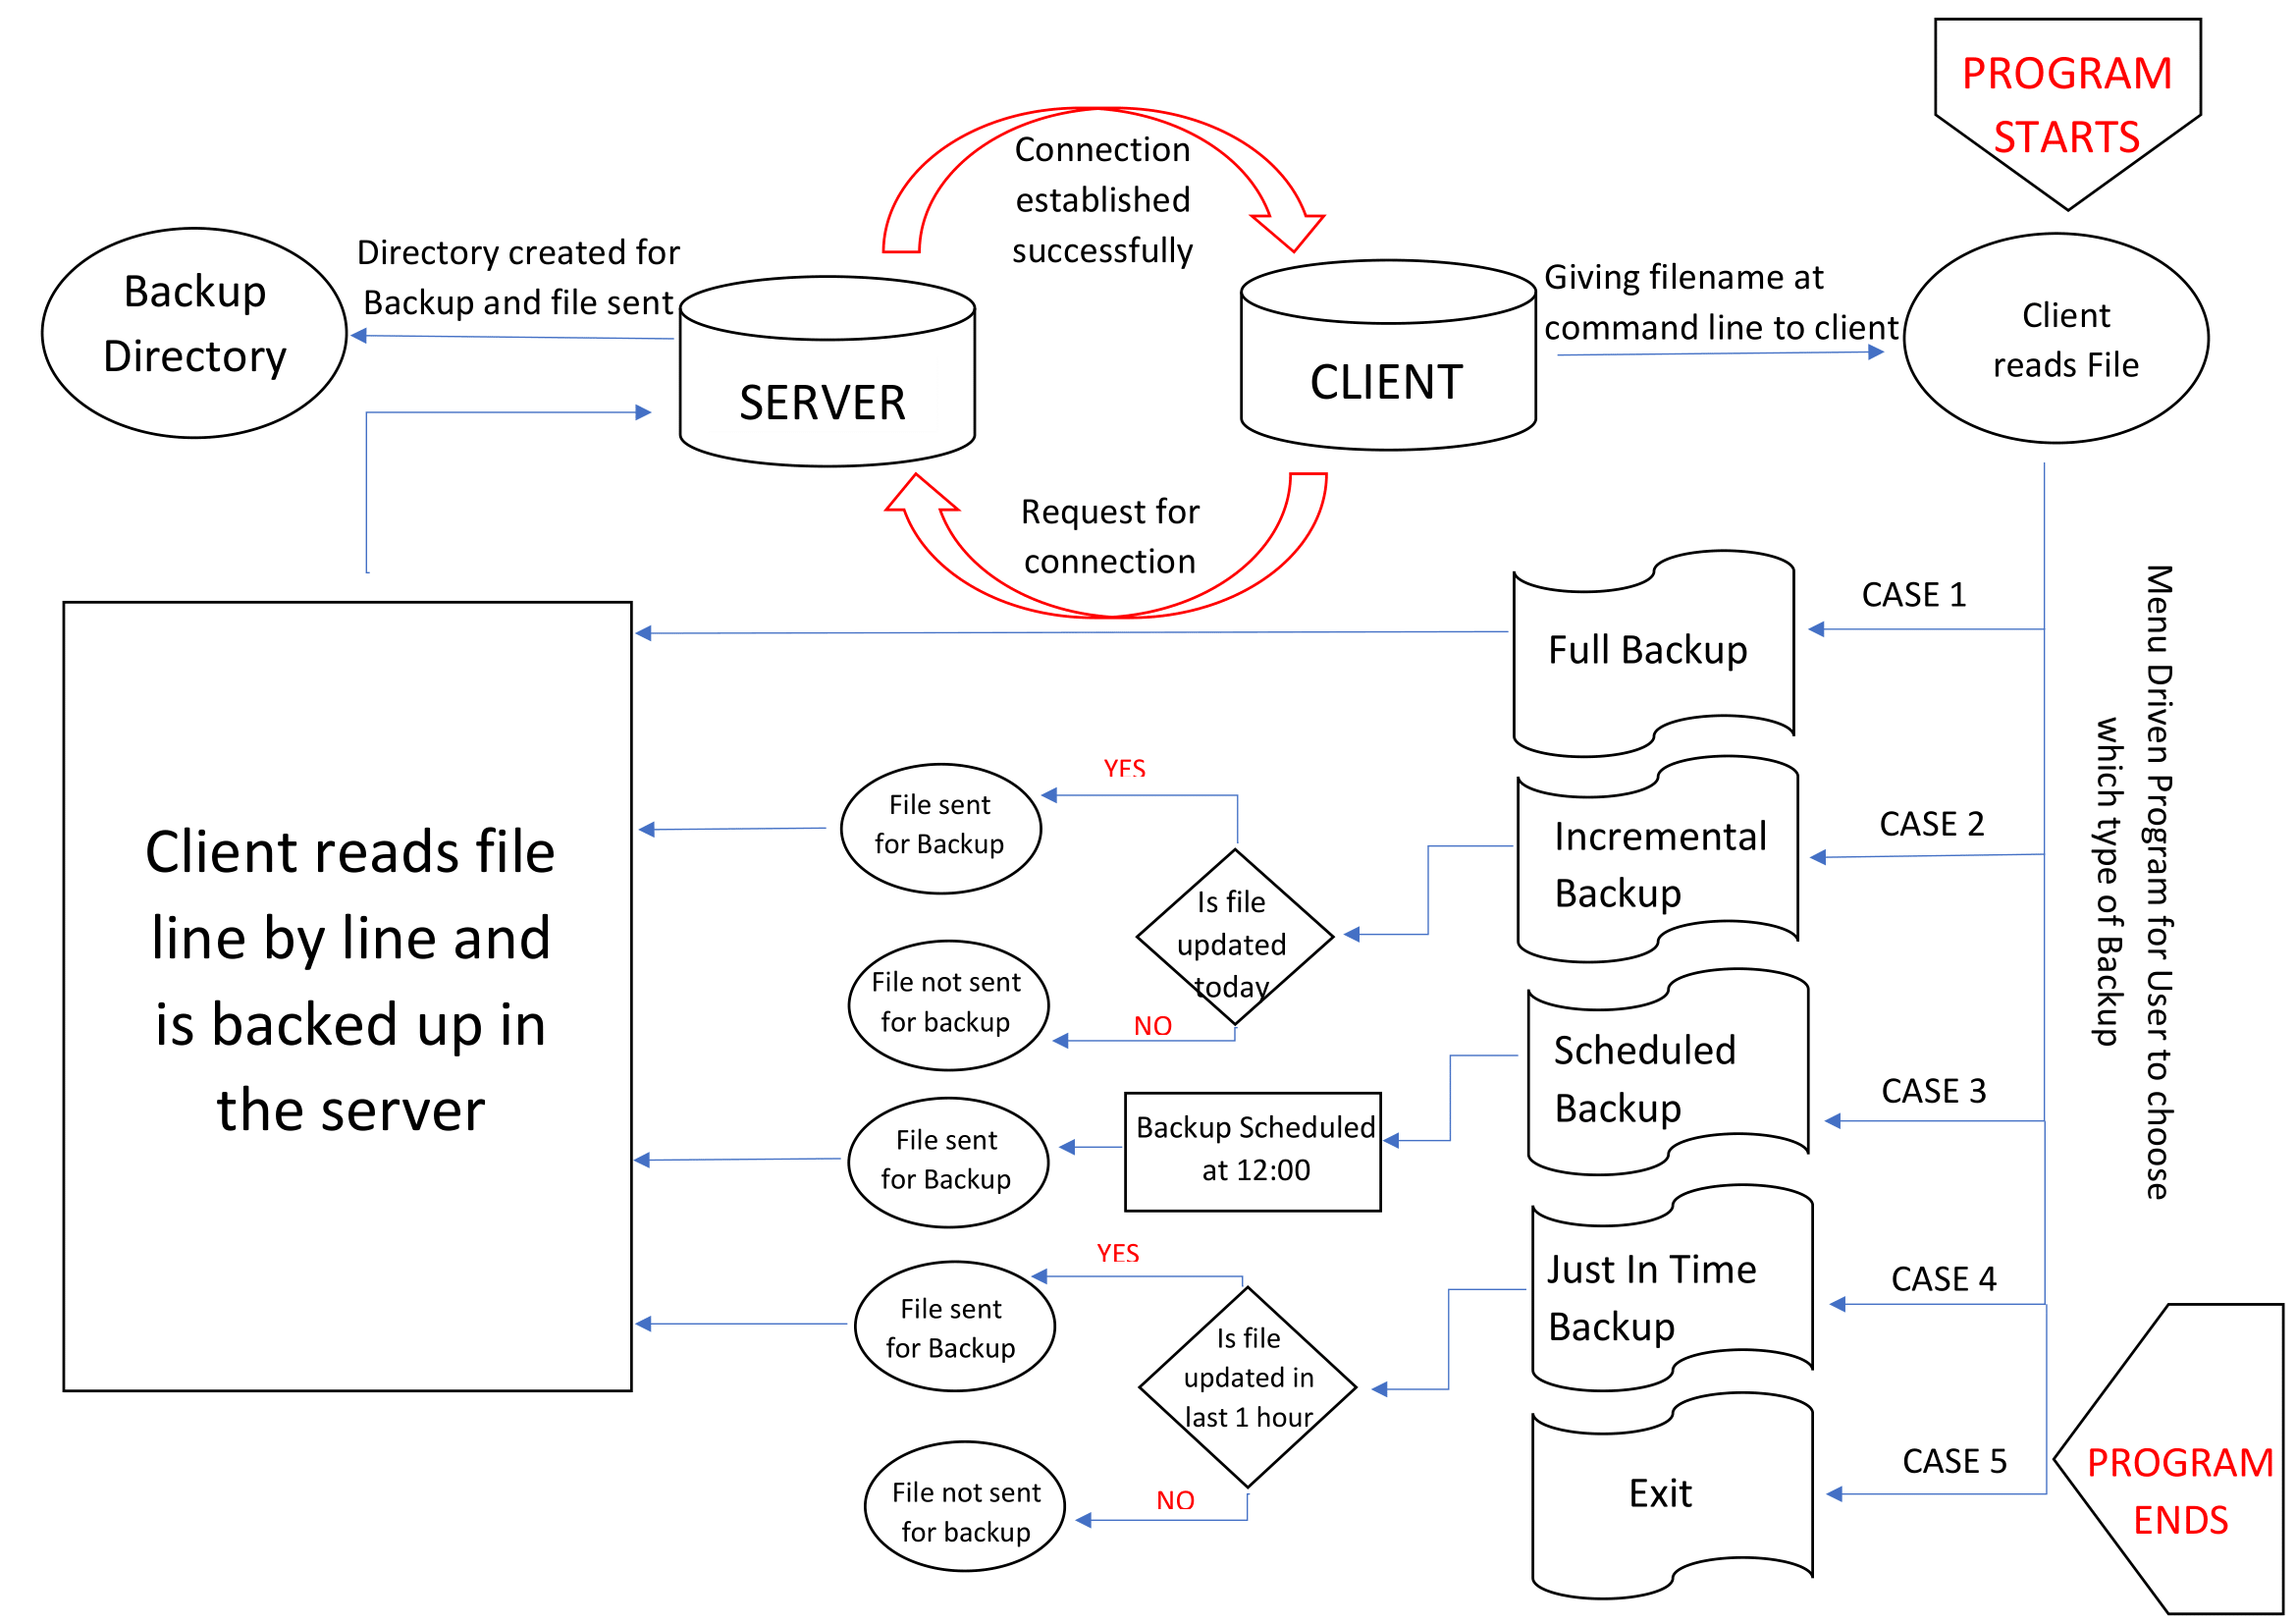 PROGRAM
STARTS
Connection
established
successfully
Directory created for
Backup and file sent
Backup
Directory
SERVER
CLIENT
Giving filename at
command line to client
Client
reads File
Request for
connection
CASE 1
Full Backup
Menu Driven Program for User to choose
which type of Backup
YES
File sent
for Backup
CASE 2
Incremental
Backup
Is file
updated
today
File not sent
for backup
NO
Client reads file
line by line and
is backed up in
the server
CASE 3
Scheduled
Backup
Backup Scheduled
at 12:00
File sent
for Backup
YES
CASE 4
Just In Time
Backup
File sent
for Backup
Is file
updated in
last 1 hour
CASE 5
Exit
File not sent
for backup
NO
PROGRAM
ENDS